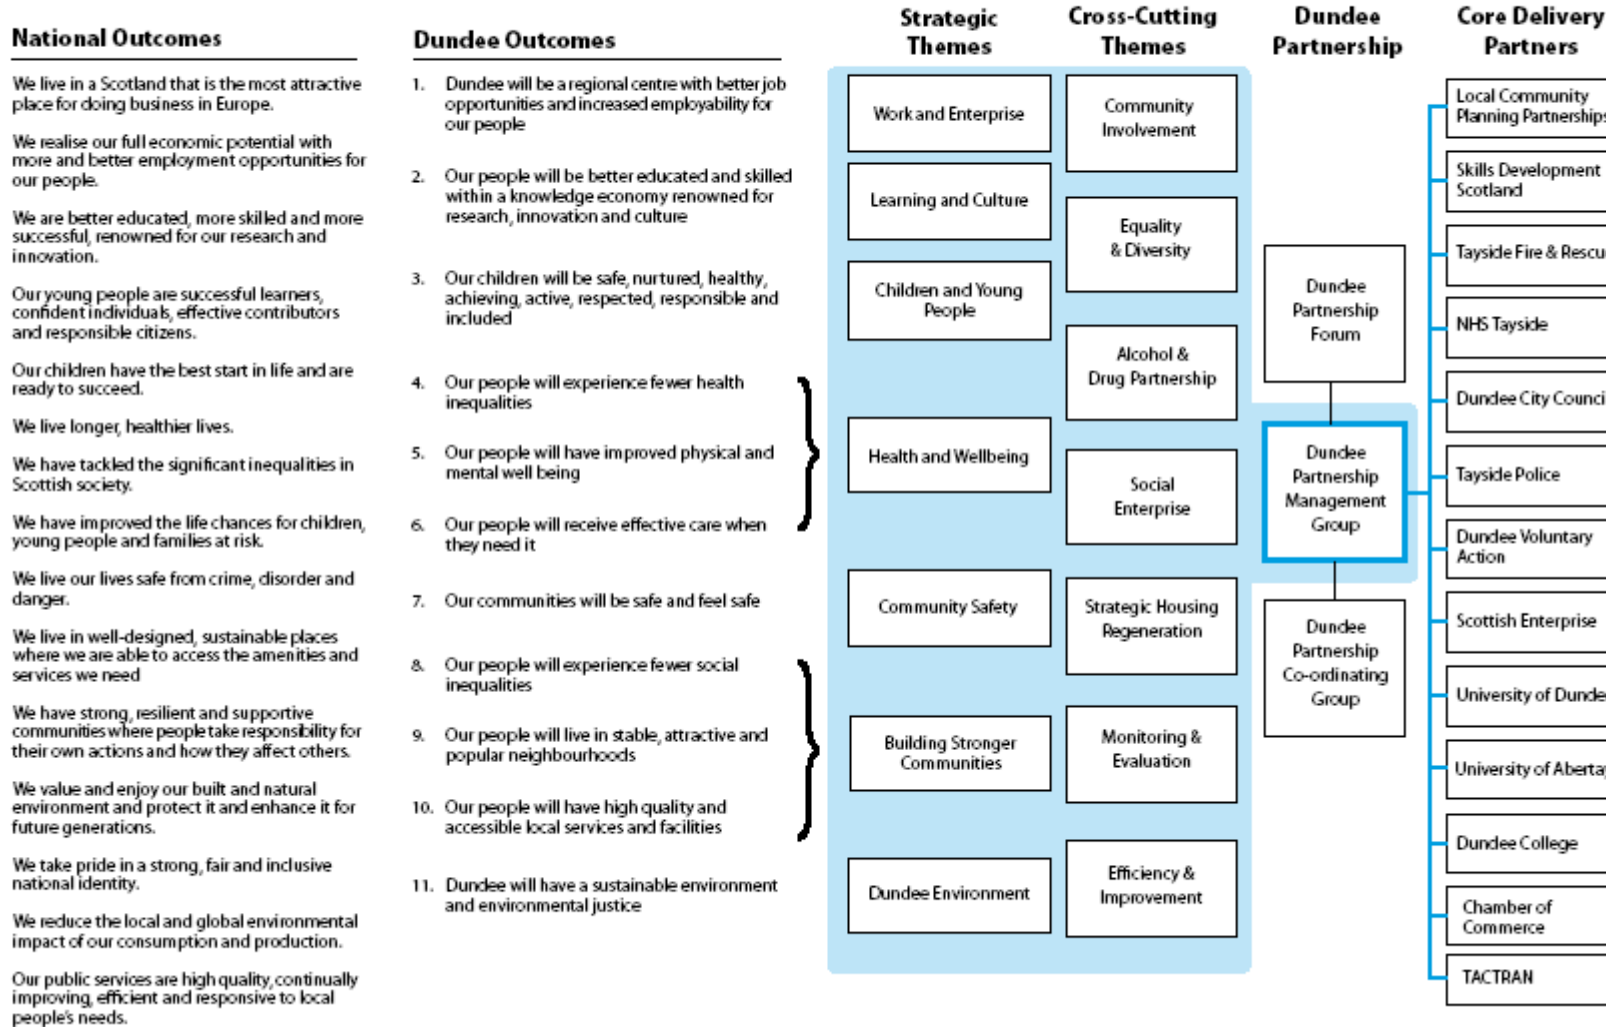 National Outcomes
We live in a Scotland that is the most attractive
place for doing business in Europe.
We realise our full economic potential with
more and better employment opportunities for
our people.
We are better educated, more skilled and more
successful, renowned for our research and
innovation.
Our young people are successful learners,
confident individuals, effective contributors
and responsible citizens.
Our children have the best start in life and are
ready to succeed.
We live longer, healthier lives.
We have tackled the significant inequalities in
Scottish society.
We have improved the life chances for children,
young people and families at risk.
We live our lives safe from crime, disorder and
danger.
We live in well-designed, sustainable places
where we are able to access the amenities and
services we need
We have strong, resilient and supportive
communities where people take responsibility for
their own actions and how they affect others.
We value and enjoy our built and natural
environment and protect it and enhance it for
future generations.
We take pride in a strong, fair and inclusive
national identity.
We reduce the local and global environmental
impact of our consumption and production.
Our public services are high quality, continually
improving, efficient and responsive to local
people's needs.
Dundee Outcomes
1. Dundee will be a regional centre with better job
opportunities and increased employability for
our people
2. Our people will be better educated and skilled
within a knowledge economy renowned for
research, innovation and culture
3. Our children will be safe, nurtured, healthy,
achieving, active, respected, responsible and
included
4. Our people will experience fewer health
inequalities
5. Our people will have improved physical and
mental well being
6. Our people will receive effective care when
they need it
7. Our communities will be safe and feel safe
8. Our people will experience fewer social
inequalities
9. Our people will live in stable, attractive and
popular neighbourhoods
10. Our people will have high quality and
accessible local services and facilities
11. Dundee will have a sustainable environment
and environmental justice
Strategic
Themes
Work and Enterprise
Learning and Culture
Children and Young
People
Health and Wellbeing
Community Safety
Building Stronger
Communities
Dundee Environment
Cross-Cutting
Themes
Community
Involvement
Equality
& Diversity
Alcohol &
Drug Partnership
Social
Enterprise
Strategic Housing
Regeneration
Monitoring &
Evaluation
Efficiency &
Improvement
Dundee
Partnership
Dundee
Partnership
Forum
Dundee
Partnership
Management
Group
Dundee
Partnership
Co-ordinating
Group
Core Delivery
Partners
Local Community
Planning Partnerships
Skills Development
Scotland
Tayside Fire & Rescu
NHS Tayside
Dundee City Counci
Tayside Police
Dundee Voluntary
Action
Scottish Enterprise
University of Dunde
University of Aberta
Dundee College
Chamber of
Commerce
TACTRAN